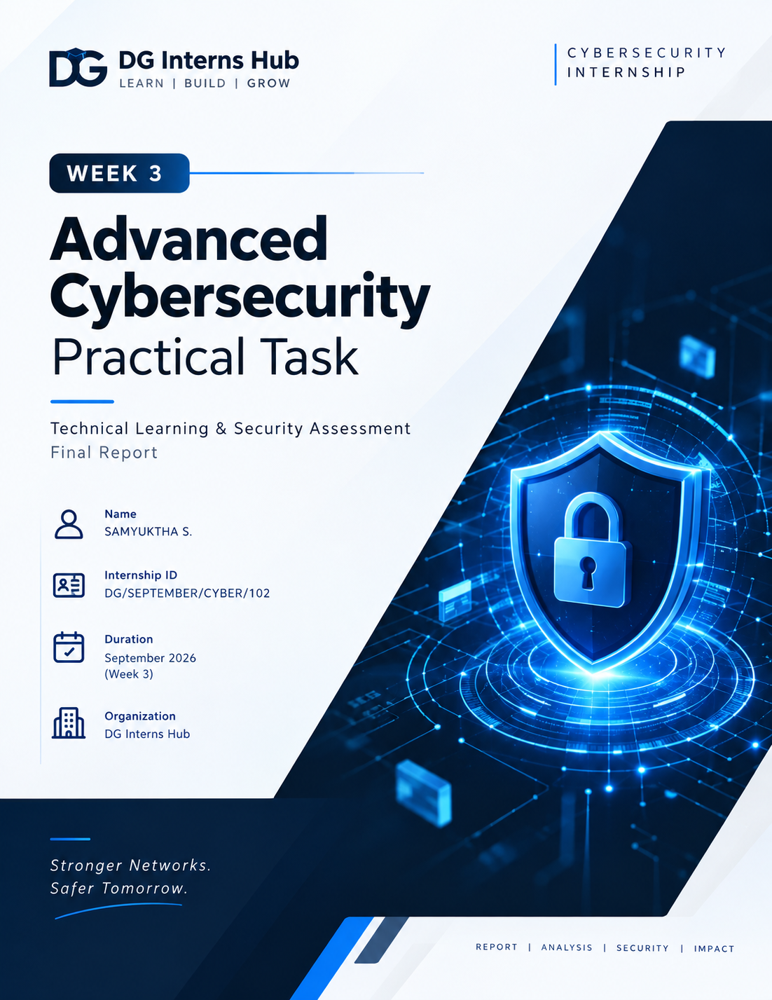 DG
DG Interns Hub
LEARN | BUILD | GROW
CYBERSECURITY
INTERNSHIP
WEEK 3
Advanced
Cybersecurity
Practical Task
Technical Learning & Security Assessment
Final Report
Name
SAMYUKTHA S.
Internship ID
DG/SEPTEMBER/CYBER/102
Duration
September 2026
(Week 3)
Organization
DG Interns Hub
Stronger Networks.
Safer Tomorrow.
REPORT | ANALYSIS | SECURITY | IMPACT